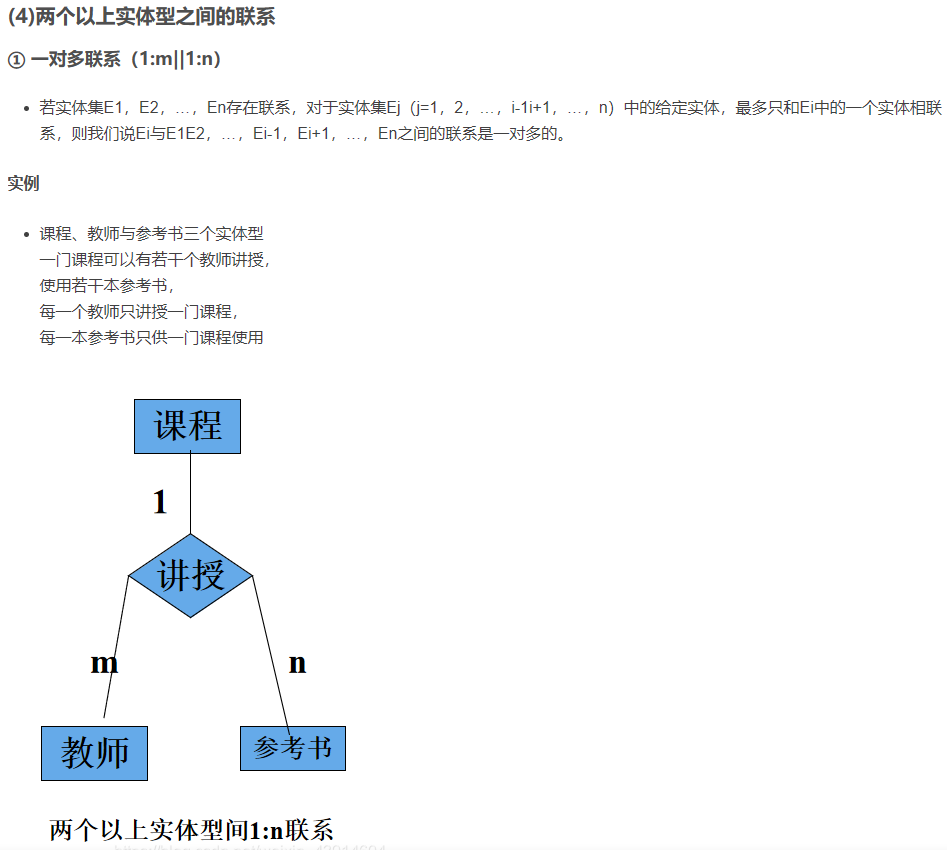 (4)两个以上实体型之间的联系
① 一对多联系（1:m||1:n）
若实体集E1，E2，…，En存在联系，对于实体集Ej（j=1，2，…，i-1i+1，…，n）中的给定实体，最多只和Ei中的一个实体相联
系，则我们说Ei与E1E2，…，Ei-1，Ei+1，…，En之间的联系是一对多的。
实例
课程、教师与参考书三个实体型
一门课程可以有若干个教师讲授，
使用若干本参考书，
每一个教师只讲授一门课程，
每一本参考书只供一门课程使用
课程
1
讲授
m
n
教师
参考书
两个以上实体型间1:n联系